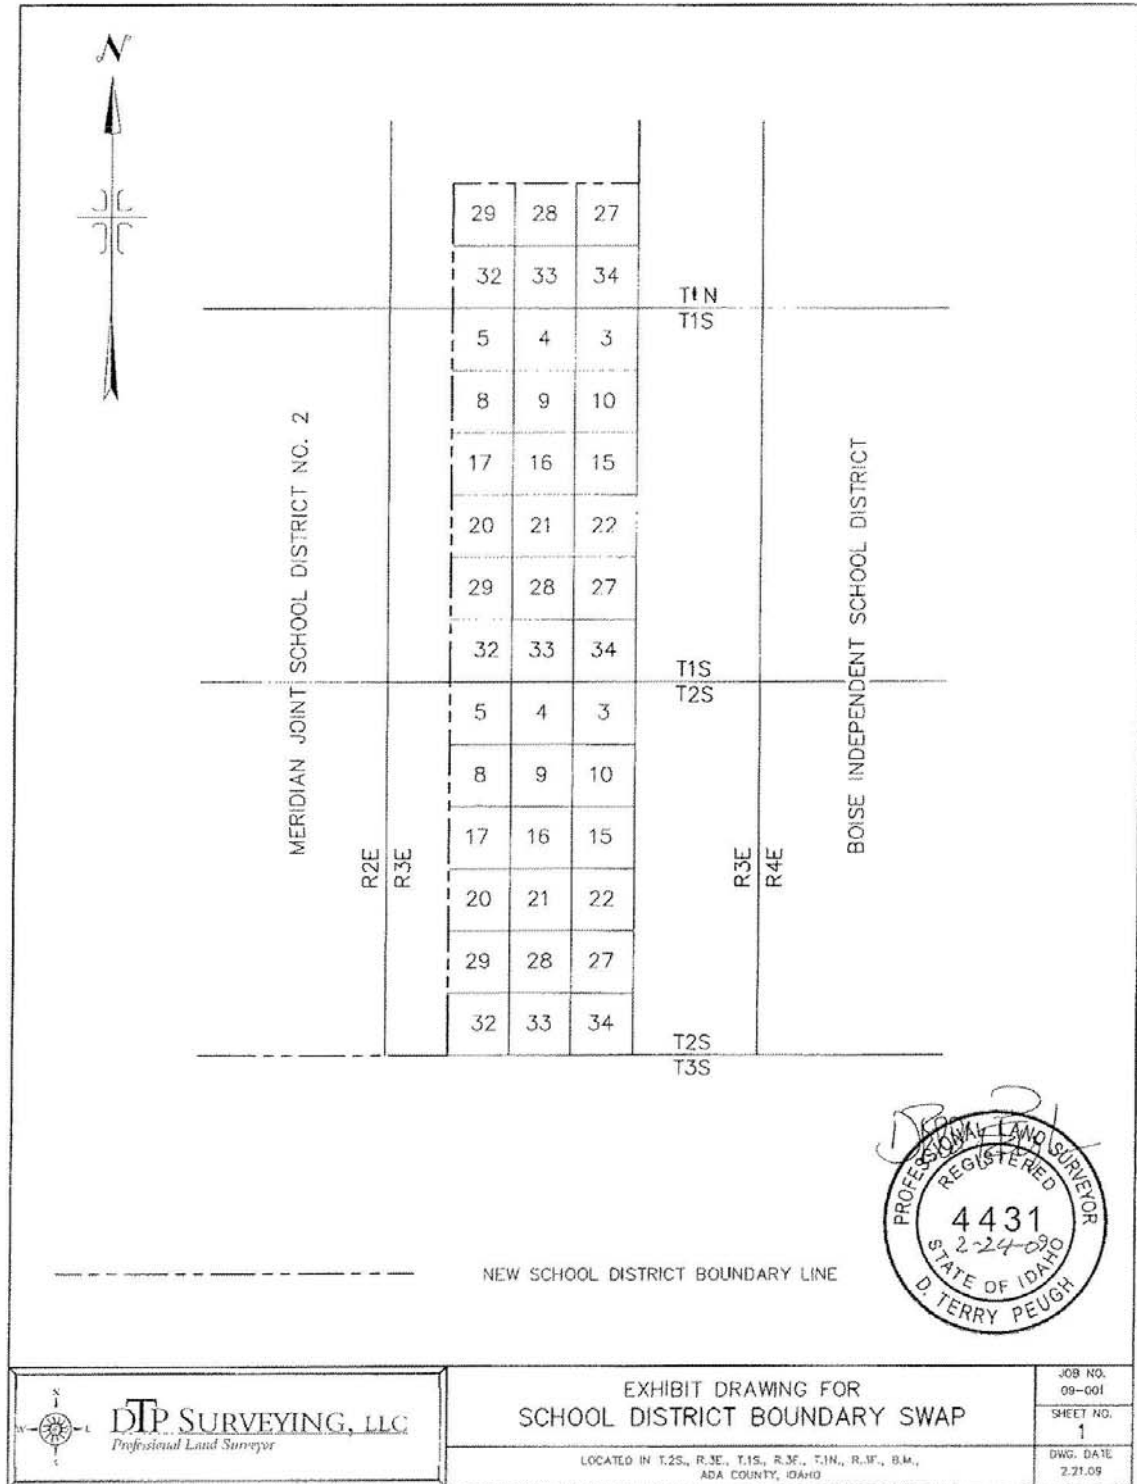 N
29 28 27
32 33 34
T1N
T1S
5 4 3
8 9 10
17 16 15
20 21 22
29 28 27
32 33 34
T1S
T2S
5 4 3
8 9 10
17 16 15
20 21 22
29 28 27
32 33 34
T2S
T3S
MERIDIAN JOINT SCHOOL DISTRICT NO. 2
R2E
R3E
R3E
R4E
BOISE INDEPENDENT SCHOOL DISTRICT
PROFESSIONAL LAND SURVEYOR
REGISTERED
4431
2-24-09
STATE OF IDAHO
D. TERRY PEUGH
NEW SCHOOL DISTRICT BOUNDARY LINE
N
W
DTP SURVEYING, LLC
Professional Land Surveyor
EXHIBIT DRAWING FOR
SCHOOL DISTRICT BOUNDARY SWAP
LOCATED IN T.2S., R.3E., T.1S., R.3E., T.1N., R.3E., B.M.,
ADA COUNTY, IDAHO
JOB NO.
09-001
SHEET NO.
1
DWG. DATE
2.21.09